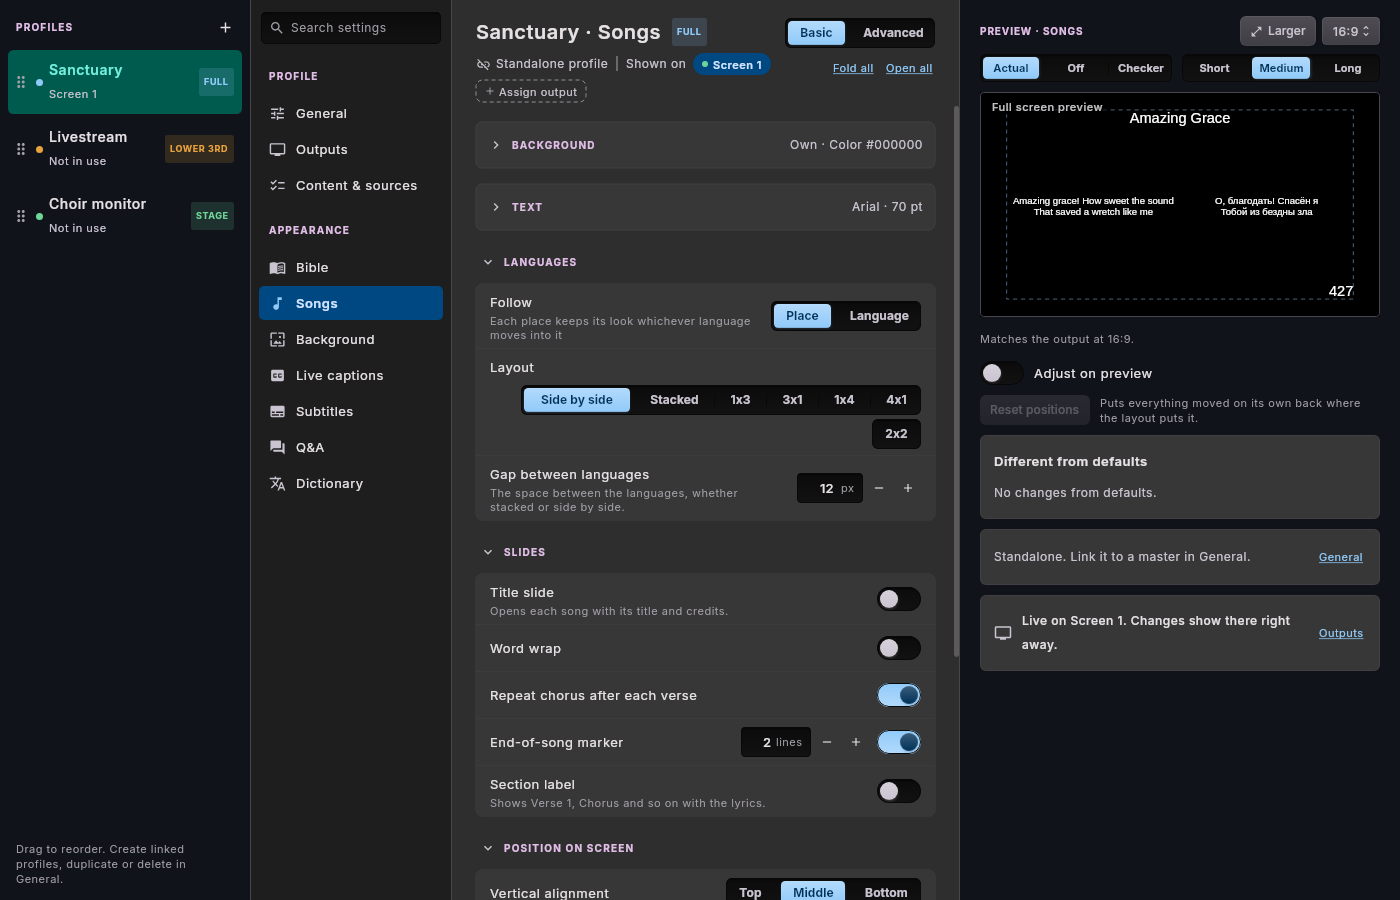 PROFILES
Sanctuary
Screen 1
FULL
Livestream
Not in use
LOWER 3RD
Choir monitor
Not in use
STAGE
Drag to reorder. Create linked
profiles, duplicate or delete in
General.
Search settings
PROFILE
General
Outputs
Content & sources
APPEARANCE
Bible
Songs
Background
Live captions
Subtitles
Q&A
Dictionary
Sanctuary · Songs
FULL
Basic
Advanced
Standalone profile | Shown on
Screen 1
Fold all
Open all
+ Assign output
BACKGROUND
Own · Color #000000
TEXT
Arial · 70 pt
LANGUAGES
Follow
Each place keeps its look whichever language
moves into it
Place
Language
Layout
Side by side
Stacked
1x3
3x1
1x4
4x1
2x2
Gap between languages
The space between the languages, whether
stacked or side by side.
12 px
− +
SLIDES
Title slide
Opens each song with its title and credits.
Word wrap
Repeat chorus after each verse
End-of-song marker
2 lines
− +
Section label
Shows Verse 1, Chorus and so on with the lyrics.
POSITION ON SCREEN
Vertical alignment
Top
Middle
Bottom
PREVIEW · SONGS
Larger
16:9
Actual
Off
Checker
Short
Medium
Long
Full screen preview
Amazing Grace
Amazing grace! How sweet the sound
That saved a wretch like me
О, благодать! Спасён я
Тобой из бездны зла
427
Matches the output at 16:9.
Adjust on preview
Reset positions
Puts everything moved on its own back where
the layout puts it.
Different from defaults
No changes from defaults.
Standalone. Link it to a master in General.
General
Live on Screen 1. Changes show there right
away.
Outputs